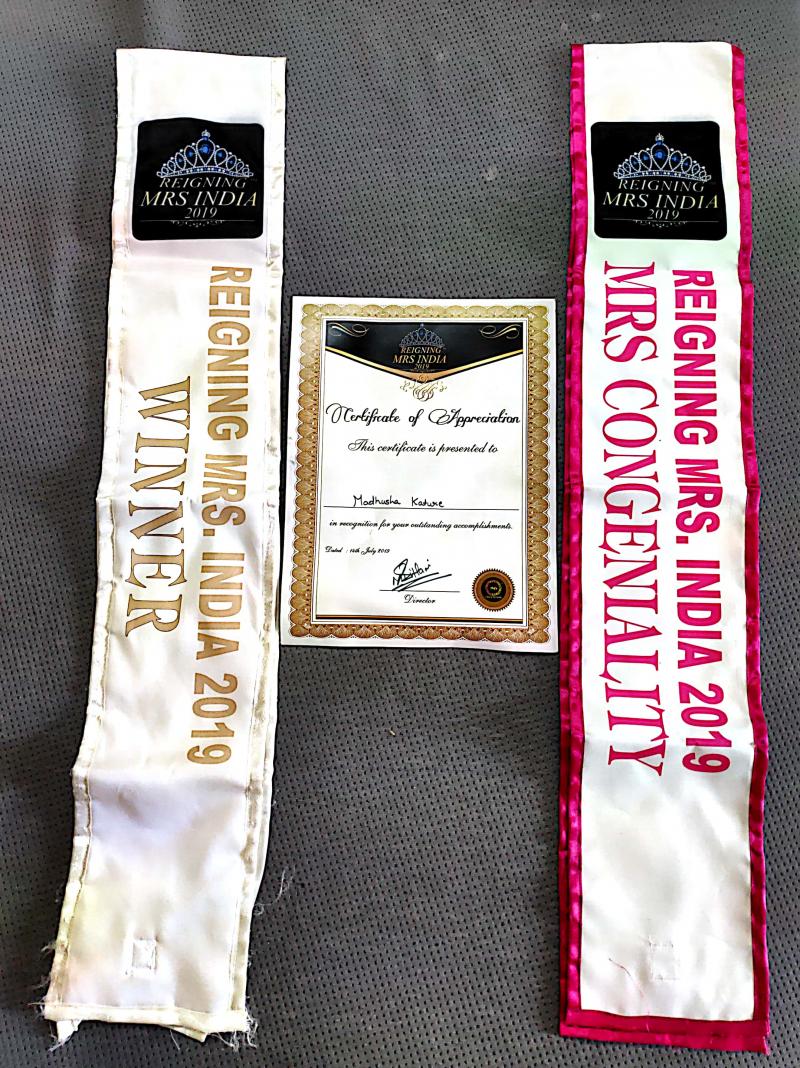 REIGNING
MRS INDIA
2019
REIGNING MRS. INDIA 2019
WINNER
REIGNING
MRS INDIA
2019
Certificate of Appreciation
This certificate is presented to
Madhusha Kature
in recognition for your outstanding accomplishments.
Dated : 14th July 2019
Director
REIGNING
MRS INDIA
2019
REIGNING MRS. INDIA 2019
MRS CONGENIALITY